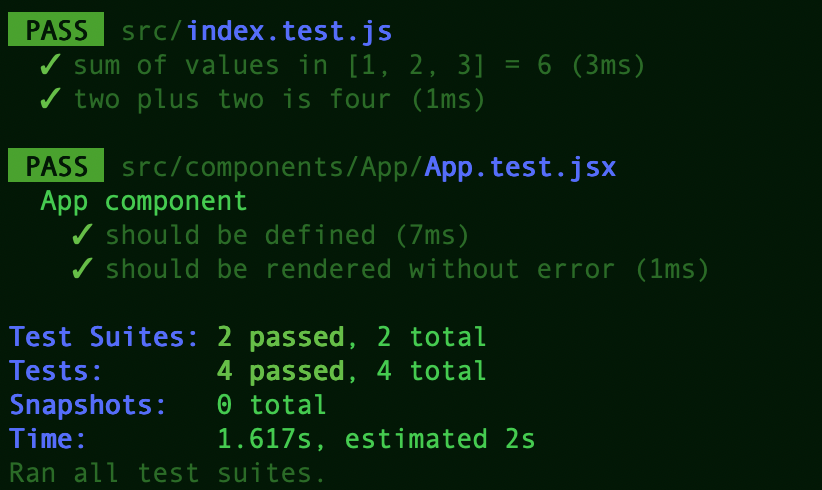 PASS src/index.test.js
✓ sum of values in [1, 2, 3] = 6 (3ms)
✓ two plus two is four (1ms)
PASS src/components/App/App.test.jsx
App component
✓ should be defined (7ms)
✓ should be rendered without error (1ms)
Test Suites: 2 passed, 2 total
Tests: 4 passed, 4 total
Snapshots: 0 total
Time: 1.617s, estimated 2s
Ran all test suites.